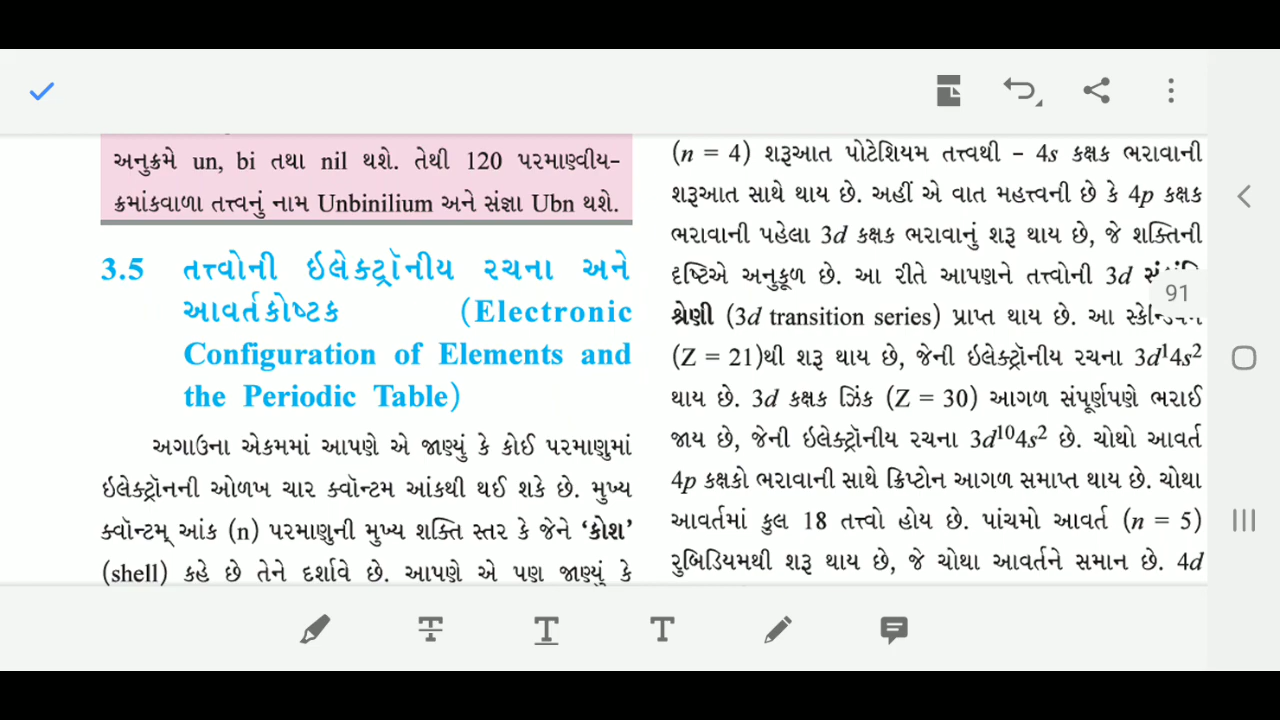 અનુક્રમે un, bi તથા nil થશે. તેથી 120 પરમાણ્વીય-
ક્રમાંકવાળા તત્ત્વનું નામ Unbinilium અને સંજ્ઞા Ubn થશે.
3.5 તત્ત્વોની ઇલેક્ટ્રૉનીય રચના અને
આવર્તકોષ્ટક (Electronic
Configuration of Elements and
the Periodic Table)
અગાઉના એકમમાં આપણે એ જાણ્યું કે કોઈ પરમાણુમાં
ઇલેક્ટ્રૉનની ઓળખ ચાર ક્વૉન્ટમ આંકથી થઈ શકે છે. મુખ્ય
ક્વૉન્ટમ્ આંક (n) પરમાણુની મુખ્ય શક્તિ સ્તર કે જેને ‘કોશ’
(shell) કહે છે તેને દર્શાવે છે. આપણે એ પણ જાણ્યું કે
(n = 4) શરૂઆત પોટેશિયમ તત્ત્વથી – 4s કક્ષક ભરાવાની
શરૂઆત સાથે થાય છે. અહીં એ વાત મહત્ત્વની છે કે 4p કક્ષક
ભરાવાની પહેલા 3d કક્ષક ભરાવાનું શરૂ થાય છે, જે શક્તિની
દૃષ્ટિએ અનુકૂળ છે. આ રીતે આપણને તત્ત્વોની 3d
શ્રેણી (3d transition series) પ્રાપ્ત થાય છે. આ
(Z = 21)થી શરૂ થાય છે, જેની ઇલેક્ટ્રૉનીય રચના 3d¹4s²
થાય છે. 3d કક્ષક ઝિંક (Z = 30) આગળ સંપૂર્ણપણે ભરાઈ
જાય છે, જેની ઇલેક્ટ્રૉનીય રચના 3d¹⁰4s² છે. ચોથો આવર્ત
4p કક્ષકો ભરાવાની સાથે ક્રિપ્ટોન આગળ સમાપ્ત થાય છે. ચોથા
આવર્તમાં કુલ 18 તત્ત્વો હોય છે. પાંચમો આવર્ત (n = 5)
રુબિડિયમથી શરૂ થાય છે, જે ચોથા આવર્તને સમાન છે. 4d
91